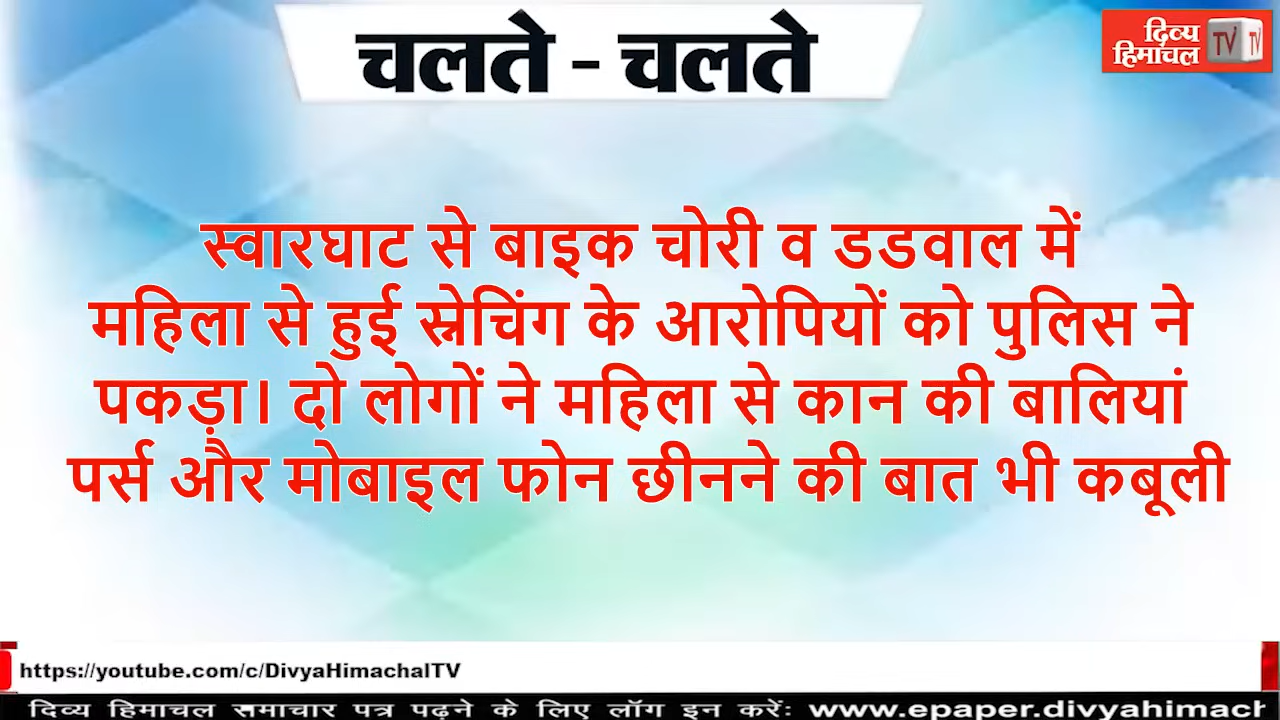 चलते - चलते
दिव्य
हिमाचल
TV TV
स्वारघाट से बाइक चोरी व डडवाल में
महिला से हुई स्नेचिंग के आरोपियों को पुलिस ने
पकड़ा। दो लोगों ने महिला से कान की बालियां
पर्स और मोबाइल फोन छीनने की बात भी कबूली
https://youtube.com/c/DivyaHimachalTV
दिव्य हिमाचल समाचार पत्र पढ़ने के लिए लॉग इन करेंः www.epaper.divyahimach